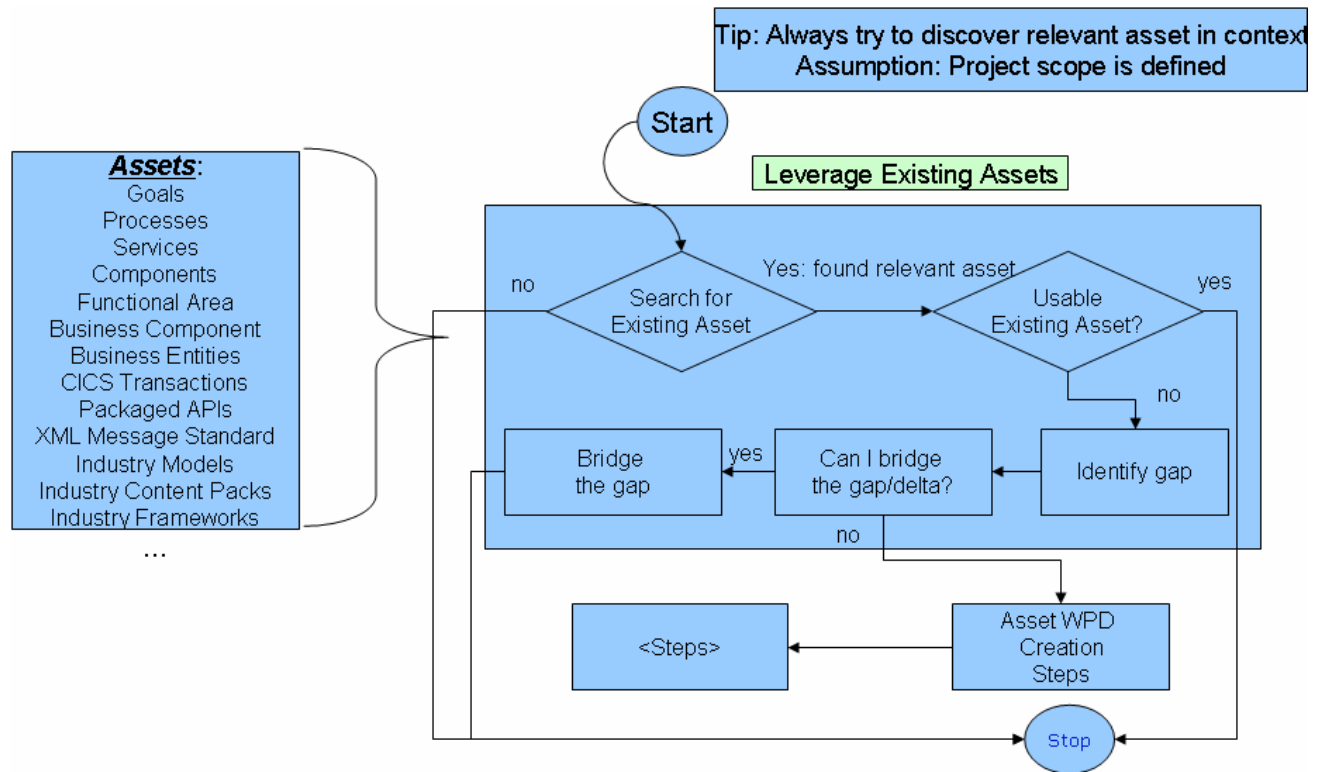 Tip: Always try to discover relevant asset in context
Assumption: Project scope is defined
Start
Leverage Existing Assets
Assets:
Goals
Processes
Services
Components
Functional Area
Business Component
Business Entities
CICS Transactions
Packaged APIs
XML Message Standard
Industry Models
Industry Content Packs
Industry Frameworks
...
no
Search for
Existing Asset
Yes: found relevant asset
Usable
Existing Asset?
yes
no
Identify gap
Can I bridge
the gap/delta?
yes
Bridge
the gap
no
Asset WPD
Creation
Steps
<Steps>
Stop